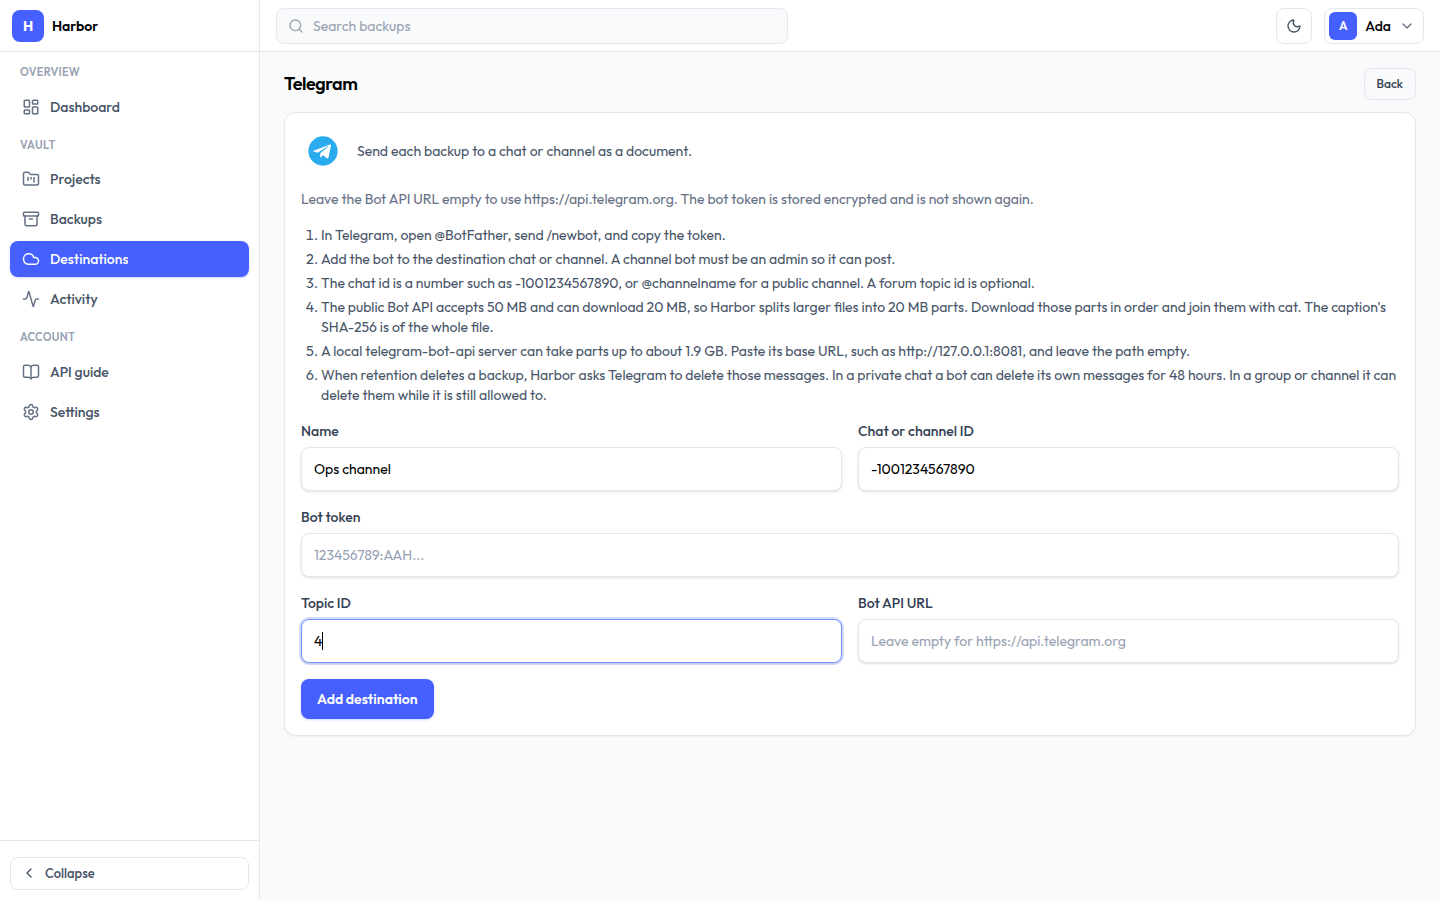 H Harbor
Search backups
A Ada
OVERVIEW
Dashboard
VAULT
Projects
Backups
Destinations
Activity
ACCOUNT
API guide
Settings
Collapse
Telegram
Back
Send each backup to a chat or channel as a document.
Leave the Bot API URL empty to use https://api.telegram.org. The bot token is stored encrypted and is not shown again.
1. In Telegram, open @BotFather, send /newbot, and copy the token.
2. Add the bot to the destination chat or channel. A channel bot must be an admin so it can post.
3. The chat id is a number such as -1001234567890, or @channelname for a public channel. A forum topic id is optional.
4. The public Bot API accepts 50 MB and can download 20 MB, so Harbor splits larger files into 20 MB parts. Download those parts in order and join them with cat. The caption's
SHA-256 is of the whole file.
5. A local telegram-bot-api server can take parts up to about 1.9 GB. Paste its base URL, such as http://127.0.0.1:8081, and leave the path empty.
6. When retention deletes a backup, Harbor asks Telegram to delete those messages. In a private chat a bot can delete its own messages for 48 hours. In a group or channel it can
delete them while it is still allowed to.
Name
Ops channel
Chat or channel ID
-1001234567890
Bot token
123456789:AAH...
Topic ID
4
Bot API URL
Leave empty for https://api.telegram.org
Add destination